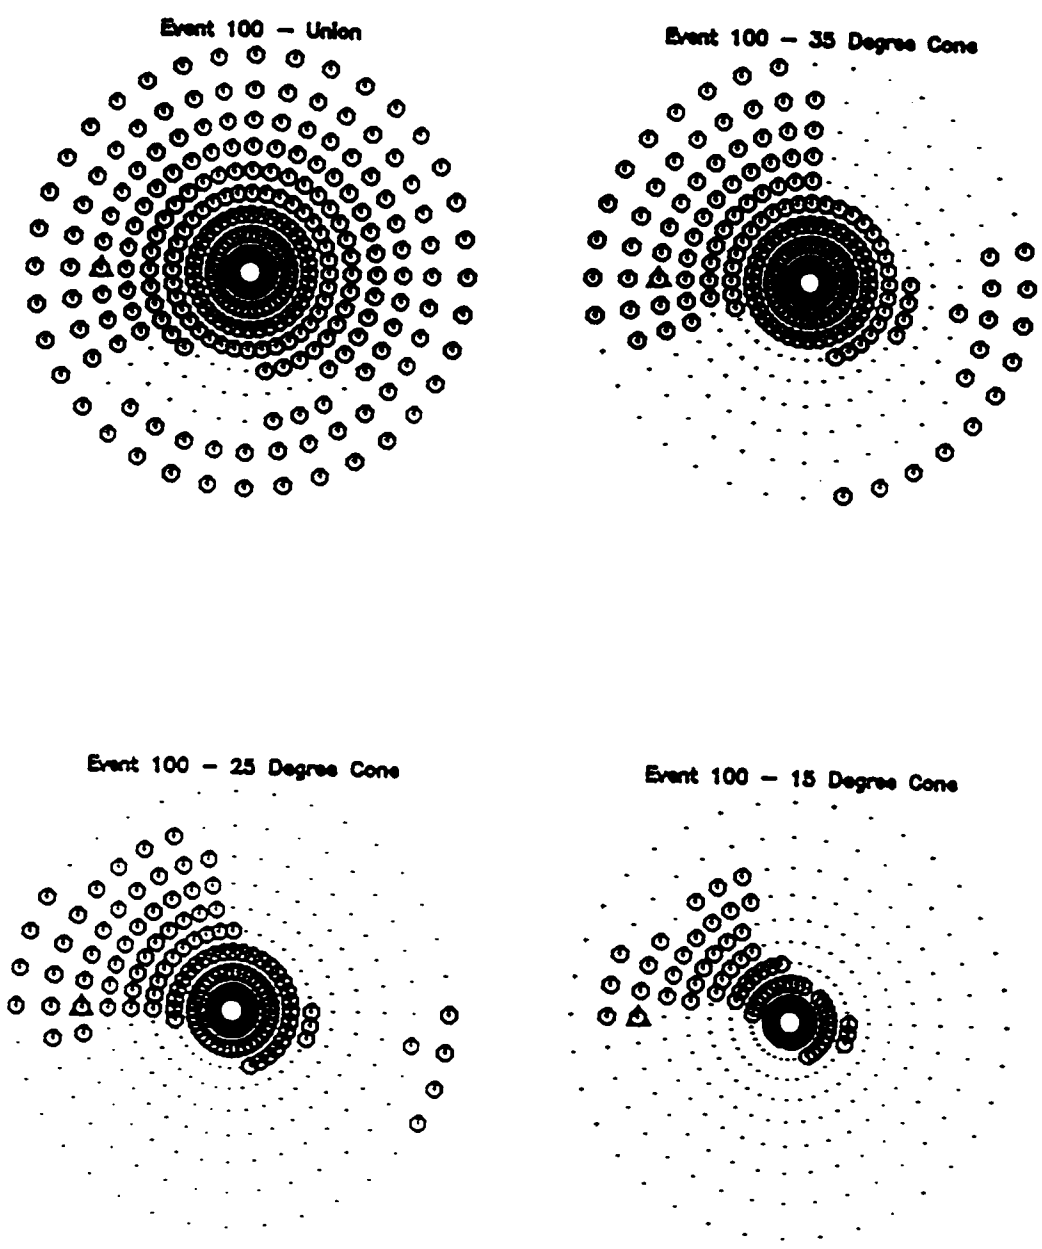 Event 100 - Union
Event 100 - 35 Degree Cone
Event 100 - 25 Degree Cone
Event 100 - 15 Degree Cone